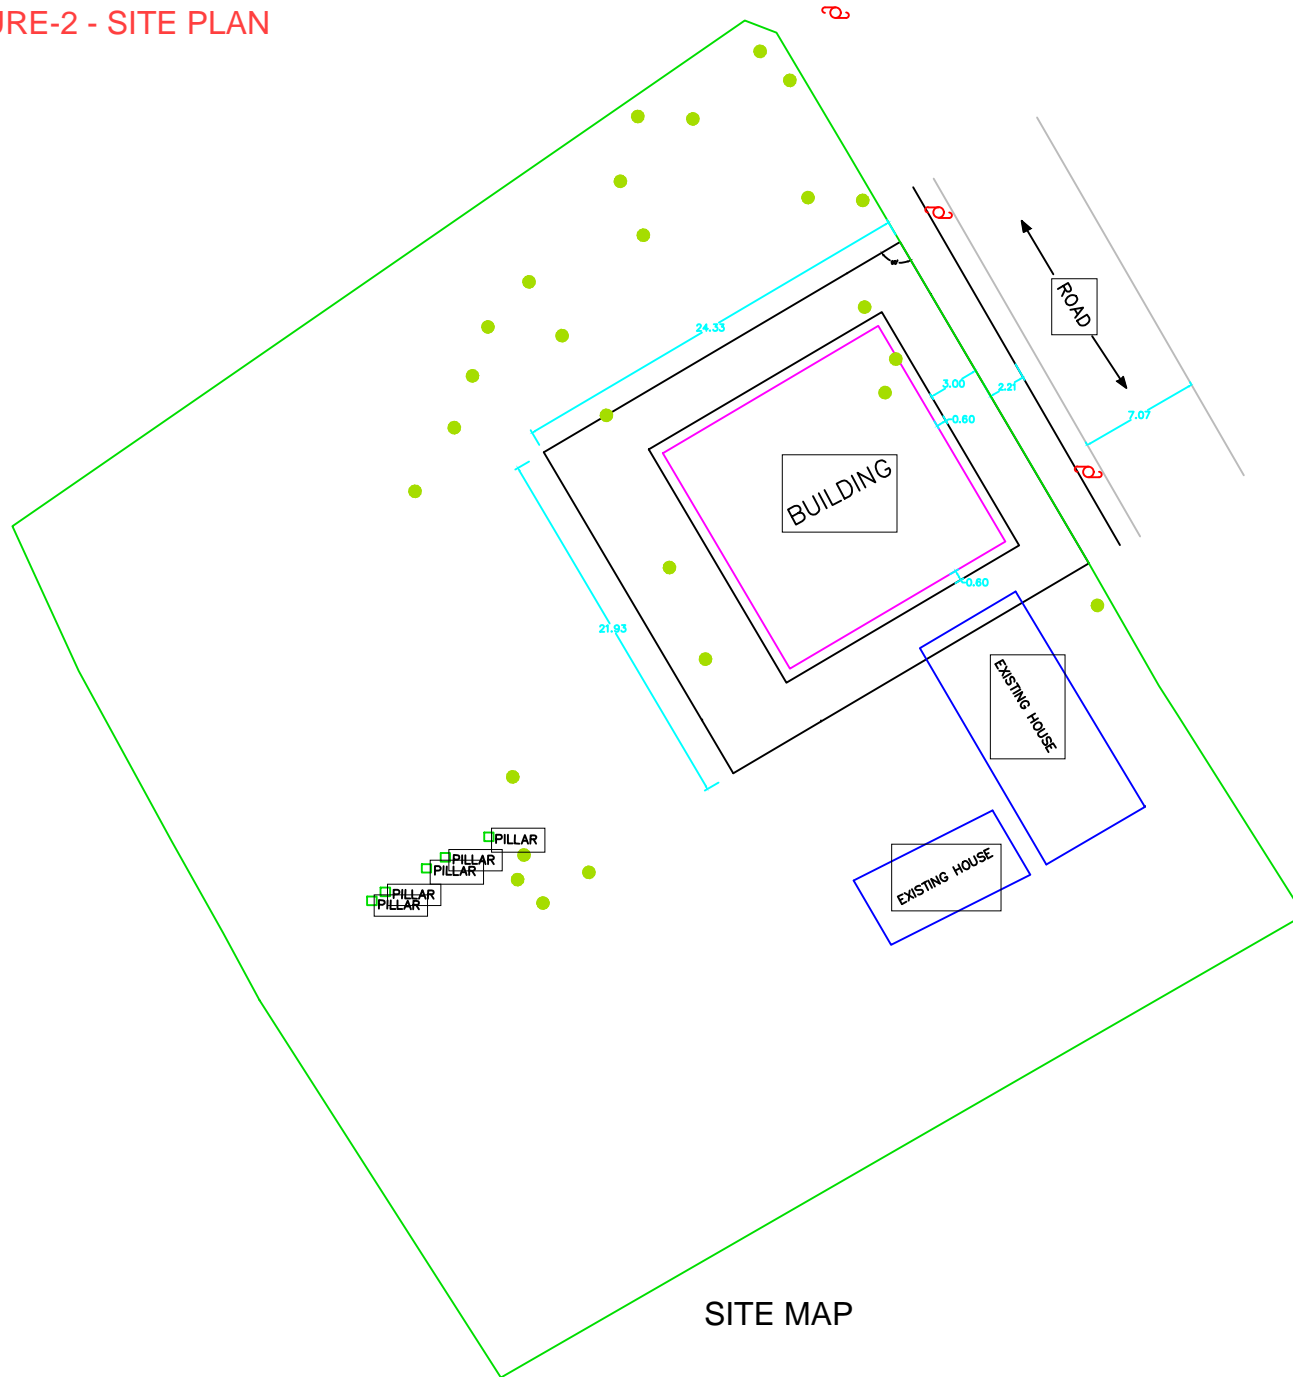 URE-2 - SITE PLAN
ROAD
24.33
3.00
2.21
7.07
0.60
BUILDING
0.60
21.93
EXISTING HOUSE
PILLAR
PILLAR
PILLAR
EXISTING HOUSE
PILLAR
PILLAR
SITE MAP